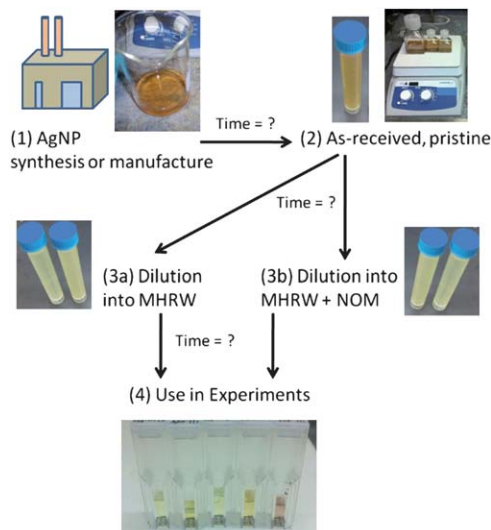 (1) AgNP
synthesis or manufacture
Time = ?
(2) As-received, pristine
Time = ?
(3a) Dilution
into MHRW
(3b) Dilution into
MHRW + NOM
Time = ?
(4) Use in Experiments